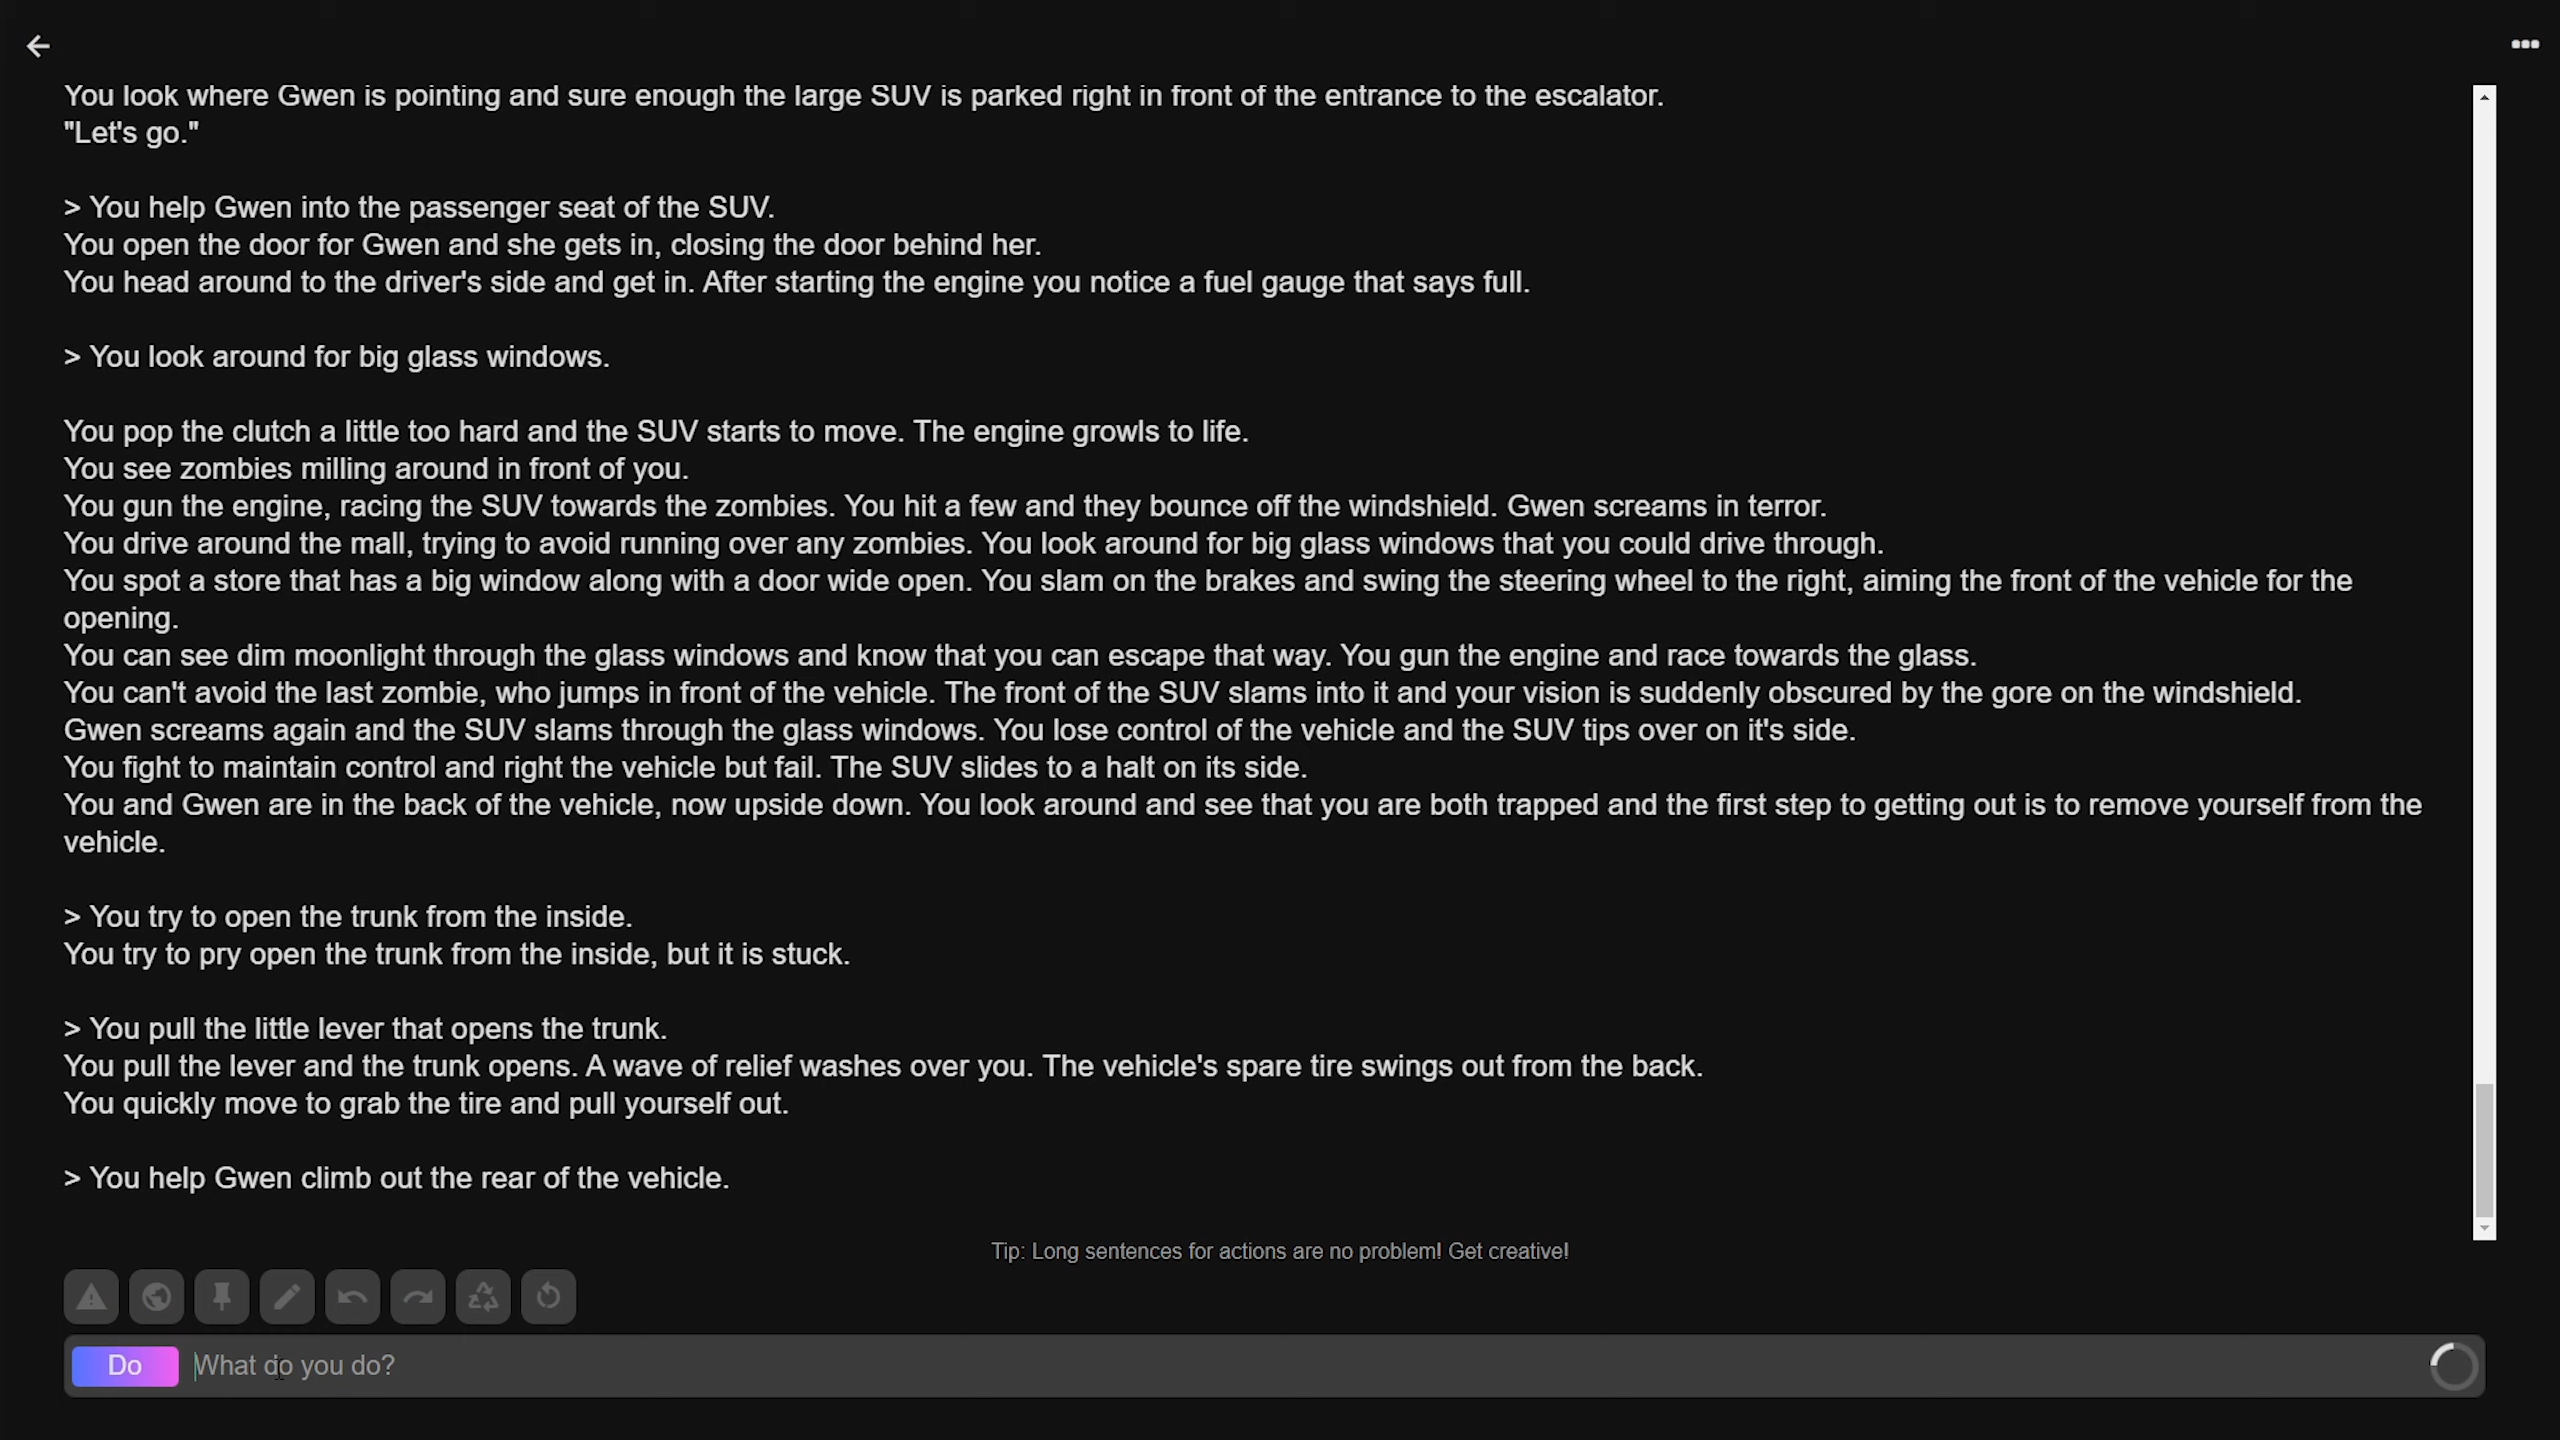 You look where Gwen is pointing and sure enough the large SUV is parked right in front of the entrance to the escalator.
"Let's go."
> You help Gwen into the passenger seat of the SUV.
You open the door for Gwen and she gets in, closing the door behind her.
You head around to the driver's side and get in. After starting the engine you notice a fuel gauge that says full.
> You look around for big glass windows.
You pop the clutch a little too hard and the SUV starts to move. The engine growls to life.
You see zombies milling around in front of you.
You gun the engine, racing the SUV towards the zombies. You hit a few and they bounce off the windshield. Gwen screams in terror.
You drive around the mall, trying to avoid running over any zombies. You look around for big glass windows that you could drive through.
You spot a store that has a big window along with a door wide open. You slam on the brakes and swing the steering wheel to the right, aiming the front of the vehicle for the
opening.
You can see dim moonlight through the glass windows and know that you can escape that way. You gun the engine and race towards the glass.
You can't avoid the last zombie, who jumps in front of the vehicle. The front of the SUV slams into it and your vision is suddenly obscured by the gore on the windshield.
Gwen screams again and the SUV slams through the glass windows. You lose control of the vehicle and the SUV tips over on it's side.
You fight to maintain control and right the vehicle but fail. The SUV slides to a halt on its side.
You and Gwen are in the back of the vehicle, now upside down. You look around and see that you are both trapped and the first step to getting out is to remove yourself from the
vehicle.
> You try to open the trunk from the inside.
You try to pry open the trunk from the inside, but it is stuck.
> You pull the little lever that opens the trunk.
You pull the lever and the trunk opens. A wave of relief washes over you. The vehicle's spare tire swings out from the back.
You quickly move to grab the tire and pull yourself out.
> You help Gwen climb out the rear of the vehicle.
Tip: Long sentences for actions are no problem! Get creative!
Do What do you do?